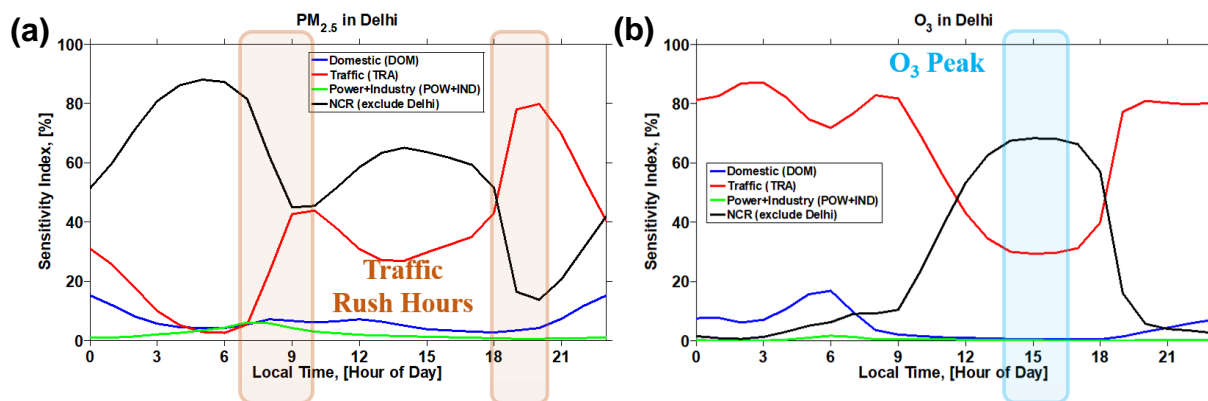 (a)
PM2.5 in Delhi
100
80
60
40
20
0
Sensitivity Index, [%]
Domestic (DOM)
Traffic (TRA)
Power+Industry (POW+IND)
NCR (exclude Delhi)
Traffic
Rush Hours
0 3 6 9 12 15 18 21
Local Time, [Hour of Day]
(b)
O3 in Delhi
100
80
60
40
20
0
Sensitivity Index, [%]
O3 Peak
Domestic (DOM)
Traffic (TRA)
Power+Industry (POW+IND)
NCR (exclude Delhi)
0 3 6 9 12 15 18 21
Local Time, [Hour of Day]